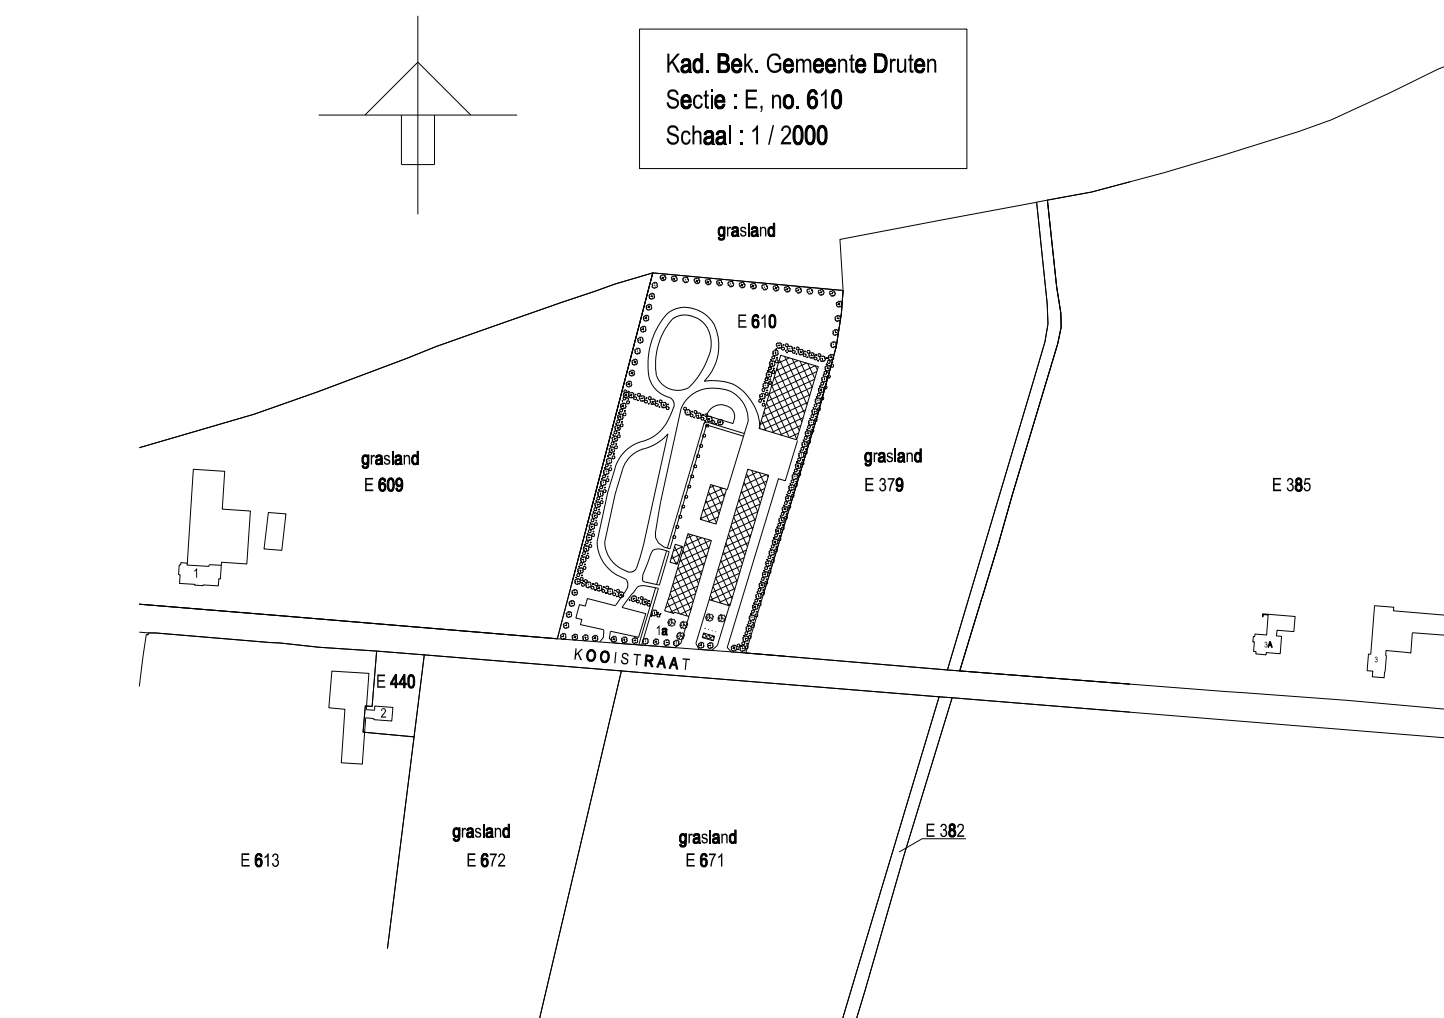 Kad. Bek. Gemeente Druten
Sectie : E, no. 610
Schaal : 1 / 2000
grasland
E 610
grasland
E 609
grasland
E 379
E 385
1
1a
3A
3
KOOISTRAAT
E 440
2
grasland
E 672
grasland
E 671
E 382
E 613